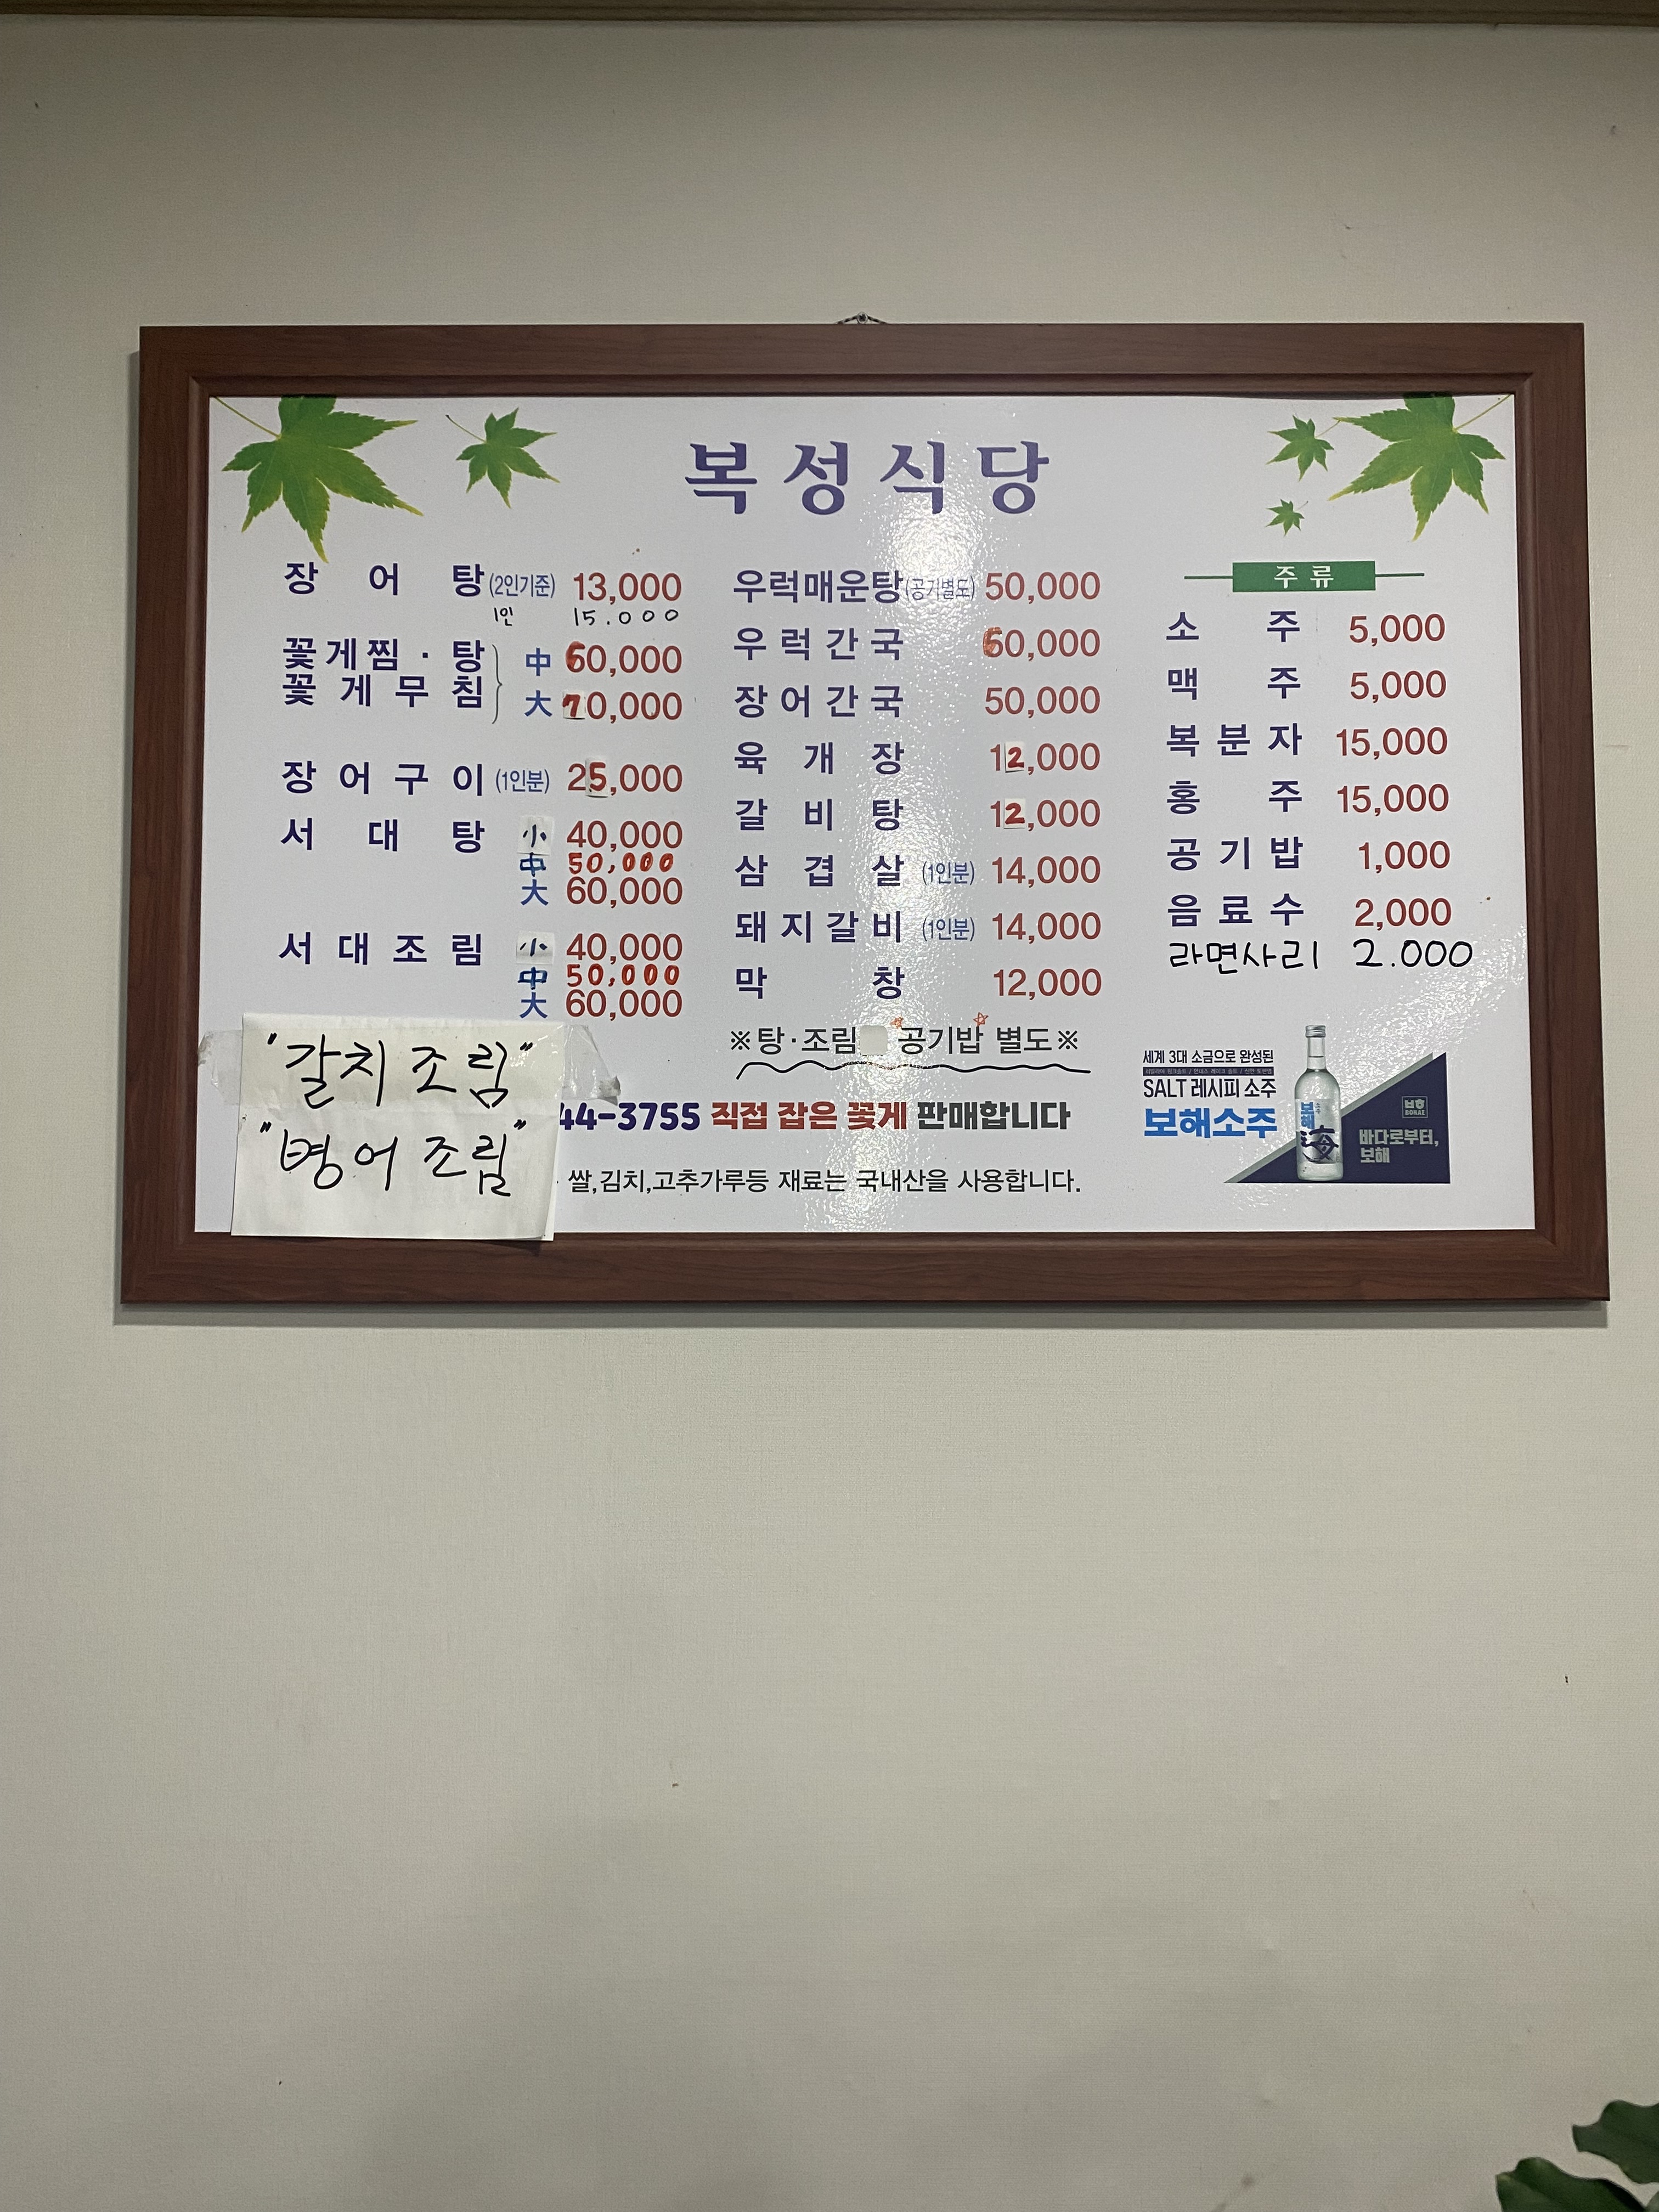 복성식당
장어탕 (2인기준) 13,000
1인 15.000
꽃게찜·탕 中 60,000
꽃게무침 大 70,000
장어구이 (1인분) 25,000
서대탕 小 40,000
中 50,000
大 60,000
서대조림 小 40,000
中 50,000
大 60,000
"갈치조림"
"병어조림"
우럭매운탕(공기별도) 50,000
우럭간국 60,000
장어간국 50,000
육개장 12,000
갈비탕 12,000
삼겹살 (1인분) 14,000
돼지갈비 (1인분) 14,000
막창 12,000
※탕·조림 공기밥 별도※
44-3755 직접 잡은 꽃게 판매합니다
쌀,김치,고추가루등 재료는 국내산을 사용합니다.
주류
소주 5,000
맥주 5,000
복분자 15,000
홍주 15,000
공기밥 1,000
음료수 2,000
라면사리 2.000
세계 3대 소금으로 완성된
SALT 레시피 소주
보해소주
보해
海
보해
BOHAE
바다로부터,
보해